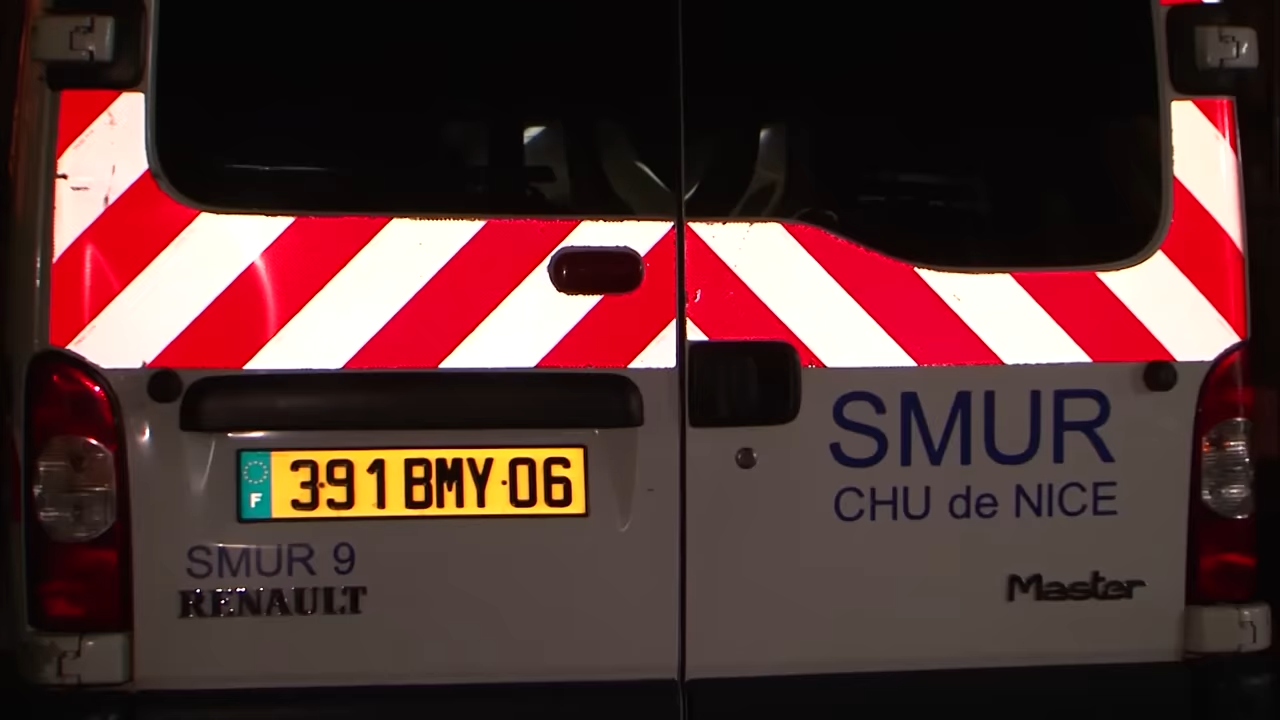 SMUR
CHU de NICE
F
391 BMY 06
SMUR 9
RENAULT
Master